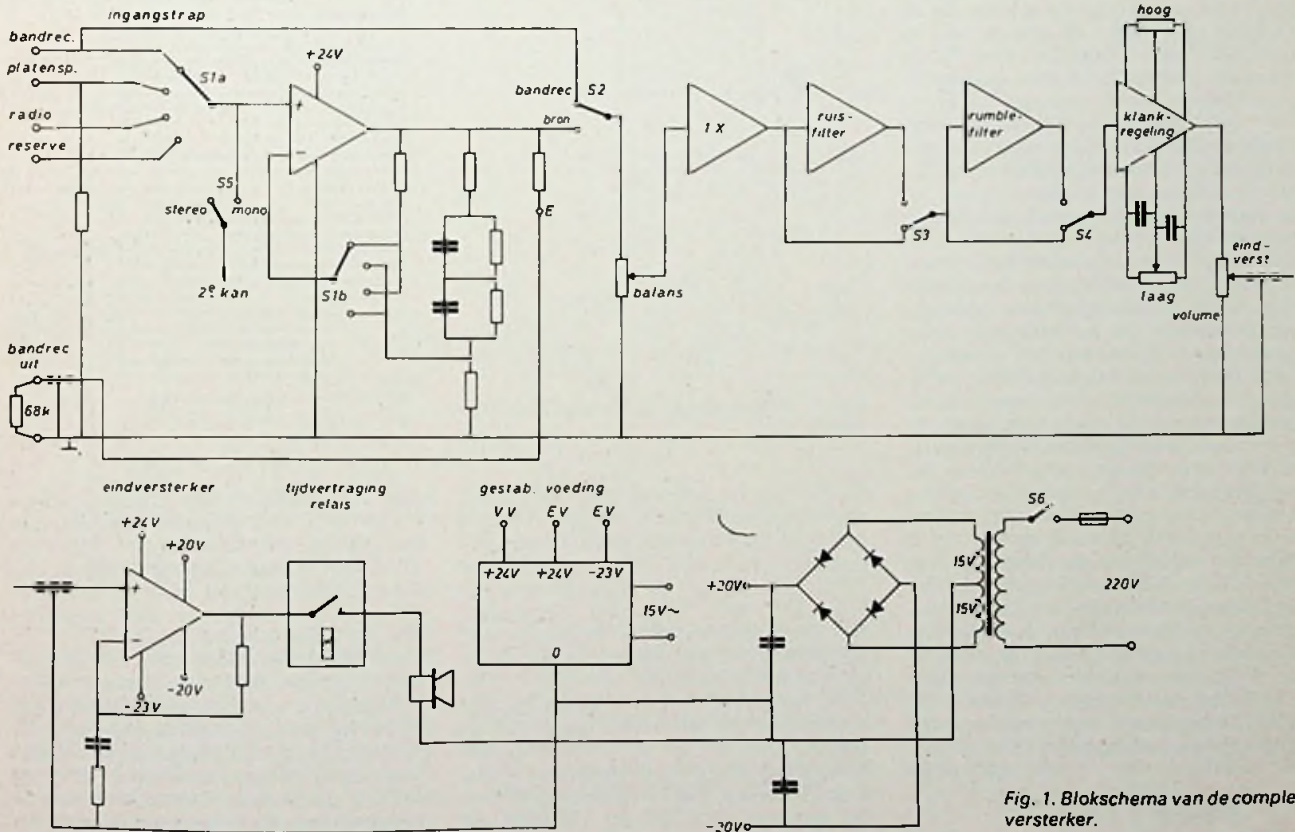 ingangstrap
bandrec.
platensp.
radio
reserve
S1a
+24V
+
−
S5
stereo
mono
2e kan
S1b
E
bandrec
S2
bron
balans
1X
ruis-
filter
S3
rumble-
filter
S4
hoog
klank-
regeling
laag
eind-
verst
volume
bandrec
uit
68k
eindversterker
+24V
+20V
+
−
-23V
-20V
tijdvertraging
relais
gestab. voeding
VV EV EV
+24V +24V -23V
15V~
0
+20V
-20V
15V
15V
S6
220V
Fig. 1. Blokschema van de comple
versterker.